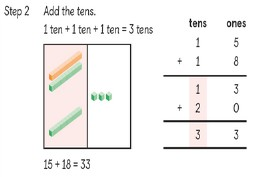 Step 2 Add the tens.
1 ten + 1 ten + 1 ten = 3 tens
tens ones
1 5
+ 1 8
1 3
+ 2 0
3 3
15 + 18 = 33